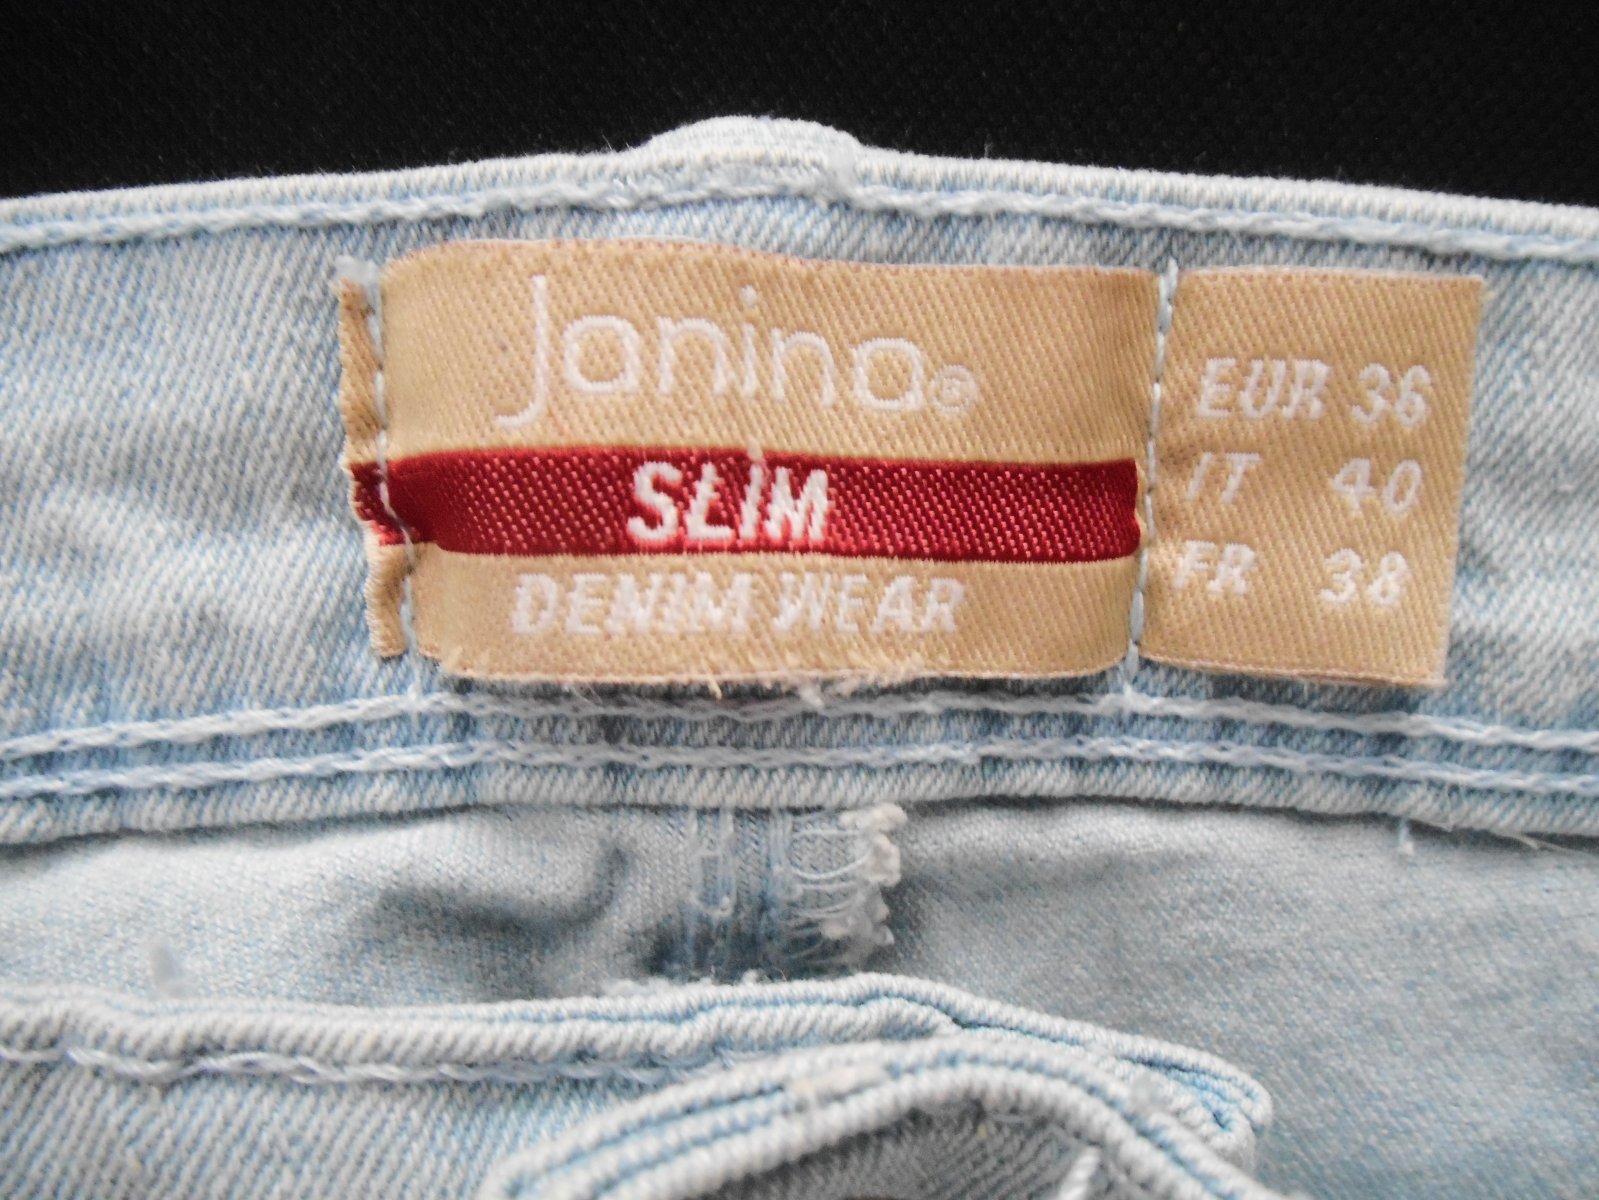 Janina®
SLIM
DENIM WEAR
EUR 36
IT 40
FR 38